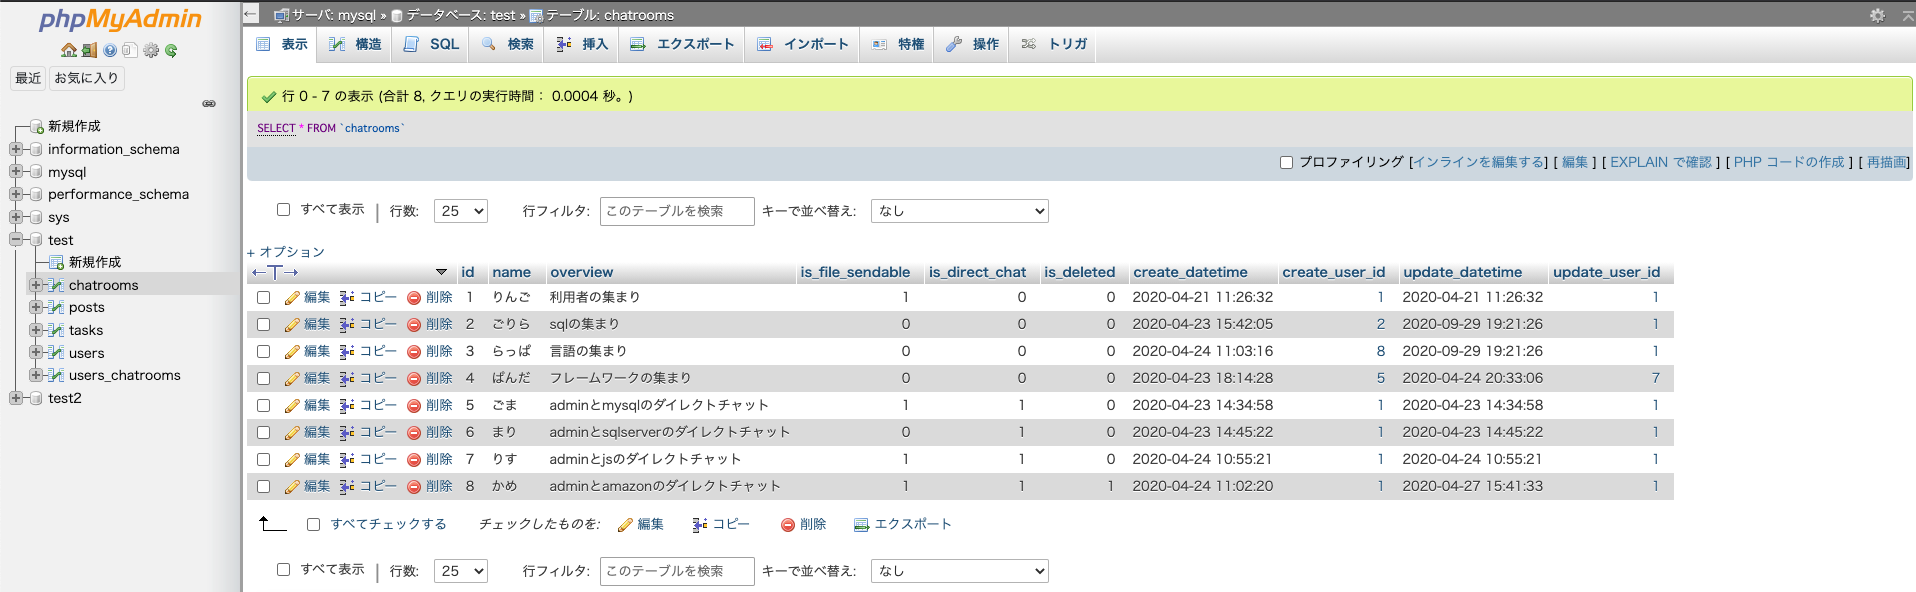 phpMyAdmin
最近 お気に入り
新規作成
information_schema
mysql
performance_schema
sys
test
新規作成
chatrooms
posts
tasks
users
users_chatrooms
test2
サーバ: mysql » データベース: test » テーブル: chatrooms
表示 構造 SQL 検索 挿入 エクスポート インポート 特権 操作 トリガ
行 0 - 7 の表示 (合計 8, クエリの実行時間： 0.0004 秒。)
SELECT * FROM `chatrooms`
プロファイリング [インラインを編集する] [ 編集 ] [ EXPLAIN で確認 ] [ PHP コードの作成 ] [ 再描画]
すべて表示 | 行数: 25 行フィルタ: このテーブルを検索 キーで並べ替え: なし
+ オプション
←T→ id name overview is_file_sendable is_direct_chat is_deleted create_datetime create_user_id update_datetime update_user_id
編集 コピー 削除 1 りんご 利用者の集まり 1 0 0 2020-04-21 11:26:32 1 2020-04-21 11:26:32 1
編集 コピー 削除 2 ごりら sqlの集まり 0 0 0 2020-04-23 15:42:05 2 2020-09-29 19:21:26 1
編集 コピー 削除 3 らっぱ 言語の集まり 0 0 0 2020-04-24 11:03:16 8 2020-09-29 19:21:26 1
編集 コピー 削除 4 ぱんだ フレームワークの集まり 0 0 0 2020-04-23 18:14:28 5 2020-04-24 20:33:06 7
編集 コピー 削除 5 ごま adminとmysqlのダイレクトチャット 1 1 0 2020-04-23 14:34:58 1 2020-04-23 14:34:58 1
編集 コピー 削除 6 まり adminとsqlserverのダイレクトチャット 0 1 0 2020-04-23 14:45:22 1 2020-04-23 14:45:22 1
編集 コピー 削除 7 りす adminとjsのダイレクトチャット 1 1 0 2020-04-24 10:55:21 1 2020-04-24 10:55:21 1
編集 コピー 削除 8 かめ adminとamazonのダイレクトチャット 1 1 1 2020-04-24 11:02:20 1 2020-04-27 15:41:33 1
すべてチェックする チェックしたものを: 編集 コピー 削除 エクスポート
すべて表示 | 行数: 25 行フィルタ: このテーブルを検索 キーで並べ替え: なし